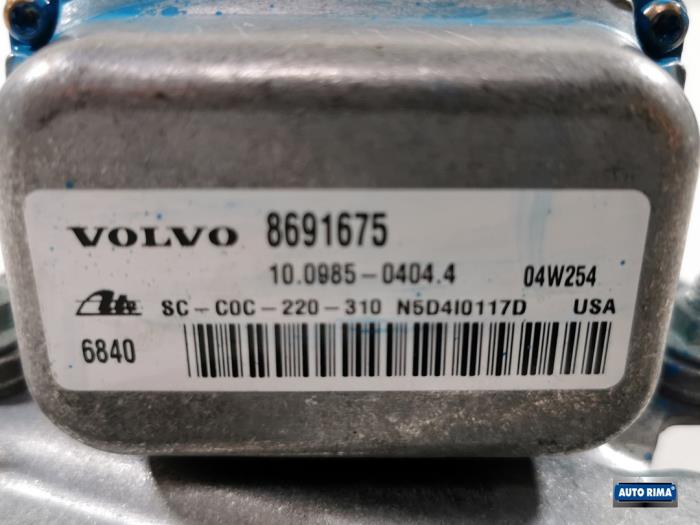 VOLVO 8691675
10.0985-0404.4 04W254
Ate SC-C0C-220-310 N5D4I0117D USA
6840
AUTO RIMA